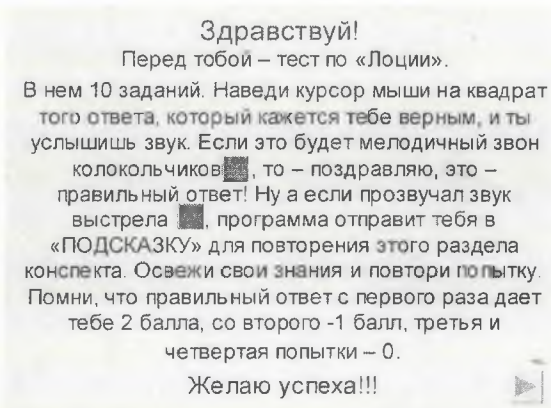 Здравствуй!
Перед тобой – тест по «Лоции».
В нем 10 заданий. Наведи курсор мыши на квадрат
того ответа, который кажется тебе верным, и ты
услышишь звук. Если это будет мелодичный звон
колокольчиков , то – поздравляю, это –
правильный ответ! Ну а если прозвучал звук
выстрела , программа отправит тебя в
«ПОДСКАЗКУ» для повторения этого раздела
конспекта. Освежи свои знания и повтори попытку.
Помни, что правильный ответ с первого раза дает
тебе 2 балла, со второго -1 балл, третья и
четвертая попытки – 0.
Желаю успеха!!!